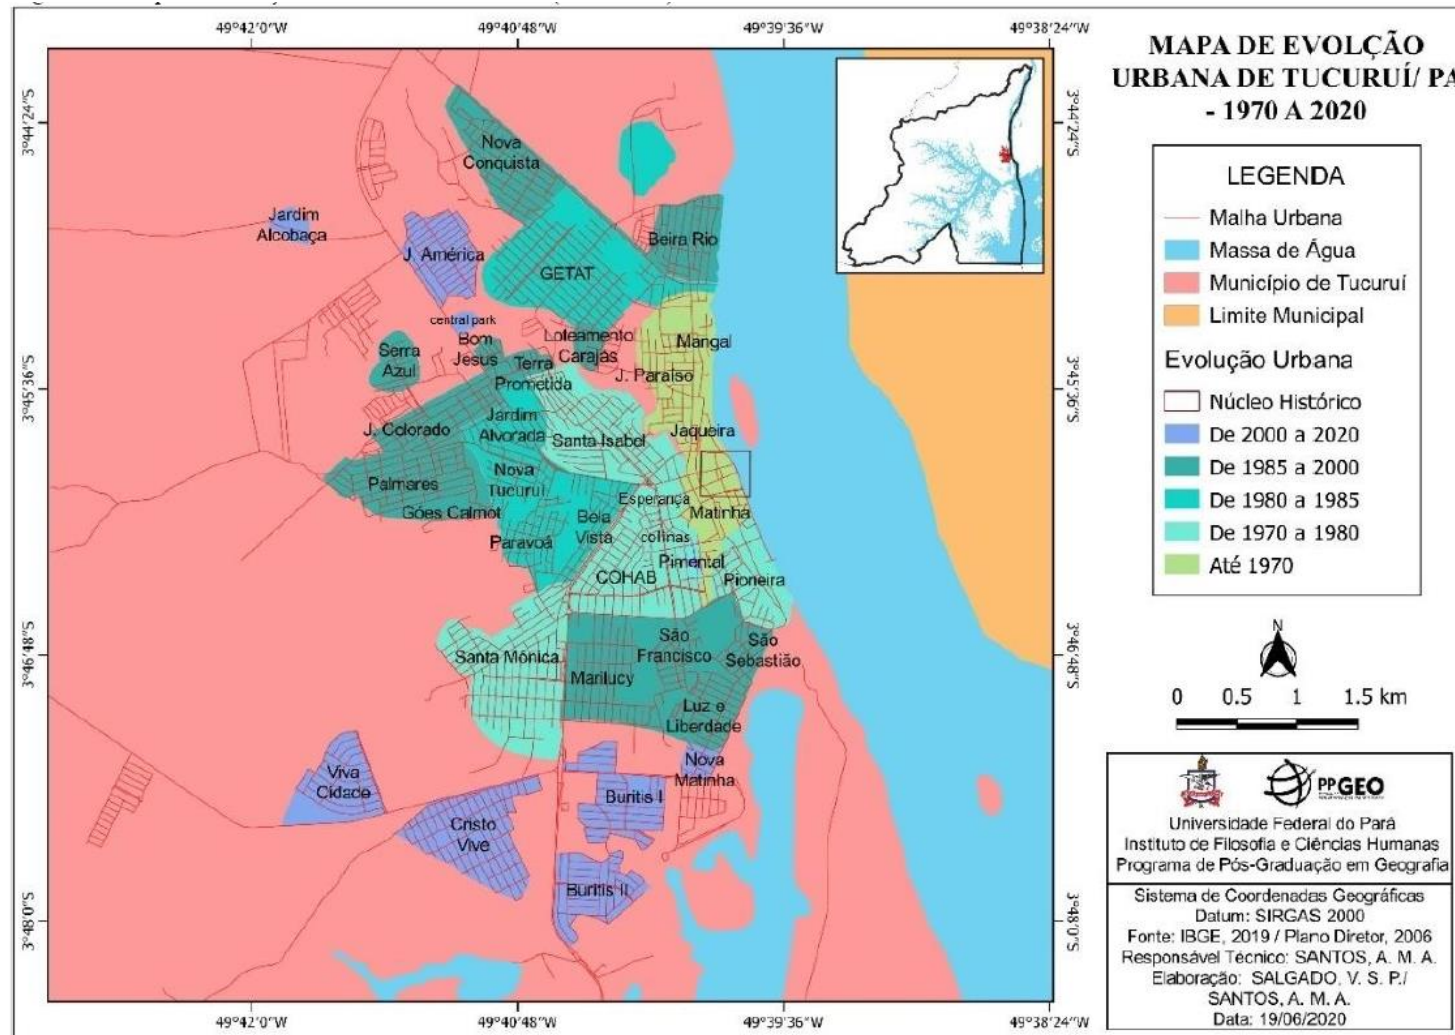 49°42'0"W
49°40'48"W
49°39'36"W
49°38'24"W
3°44'24"S
3°45'36"S
3°46'48"S
3°48'0"S
3°44'24"S
3°45'36"S
3°46'48"S
3°48'0"S
49°42'0"W
49°40'48"W
49°39'36"W
49°38'24"W
Nova
Conquista
Jardim
Alcobaça
J. América
Beira Rio
GETAT
central park
Bom
Jesus
Loteamento
Carajás
Mangal
Serra
Azul
Terra
Prometida
J. Paraíso
J. Colorado
Jardim
Alvorada
Santa Isabel
Jaqueira
Palmares
Nova
Tucuruí
Esperança
Góes Calmot
Bela
Vista
Matinha
Paravoá
collinas
Pimental
COHAB
Pioneira
Santa Mônica
São
Francisco
São
Sebastião
Marilucy
Luz e
Liberdade
Nova
Matinha
Viva
Cidade
Buritis I
Cristo
Vive
Buritis II
MAPA DE EVOLÇÃO
URBANA DE TUCURUÍ/ PA
- 1970 A 2020
LEGENDA
Malha Urbana
Massa de Água
Município de Tucuruí
Limite Municipal
Evolução Urbana
Núcleo Histórico
De 2000 a 2020
De 1985 a 2000
De 1980 a 1985
De 1970 a 1980
Até 1970
N
0 0.5 1 1.5 km
PPGEO
Universidade Federal do Pará
Instituto de Filosofia e Ciências Humanas
Programa de Pós-Graduação em Geografia
Sistema de Coordenadas Geográficas
Datum: SIRGAS 2000
Fonte: IBGE, 2019 / Plano Diretor, 2006
Responsável Técnico: SANTOS, A. M. A.
Elaboração: SALGADO, V. S. P./
SANTOS, A. M. A.
Data: 19/06/2020